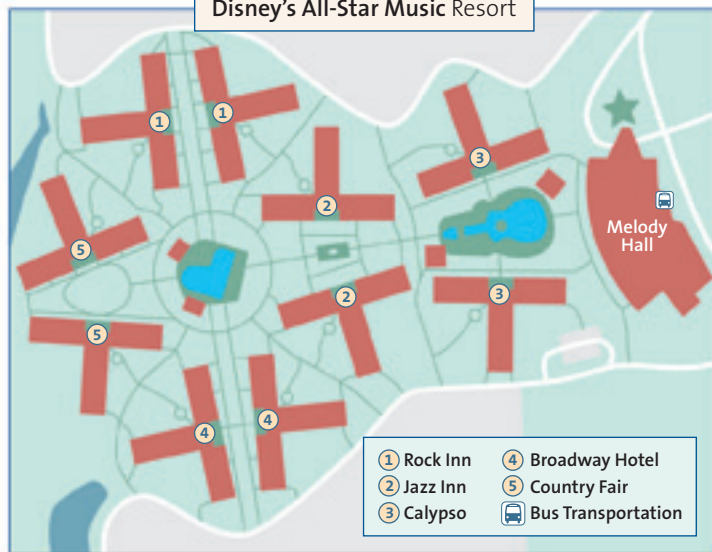 Disney's All-Star Music Resort
1
1
3
2
Melody
Hall
5
2
3
5
4
4
1 Rock Inn
2 Jazz Inn
3 Calypso
4 Broadway Hotel
5 Country Fair
Bus Transportation